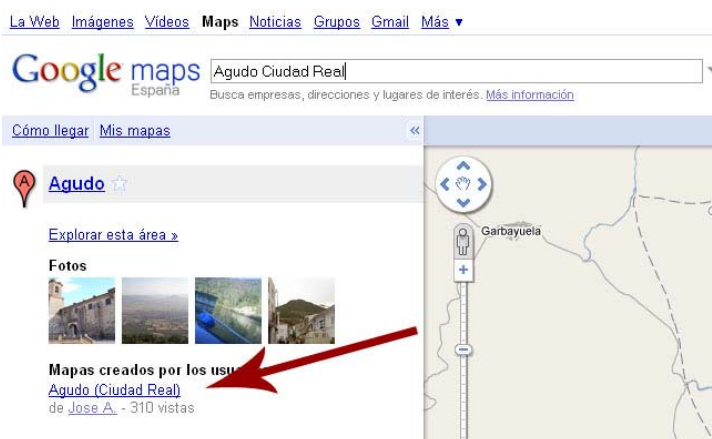 La Web Imágenes Vídeos Maps Noticias Grupos Gmail Más ▼
Google maps
España
Agudo Ciudad Real
Busca empresas, direcciones y lugares de interés. Más información
Cómo llegar Mis mapas «
A
Agudo
Explorar esta área »
Fotos
Mapas creados por los
Agudo (Ciudad Real)
de Jose A. - 310 vistas
Garbayuela
+